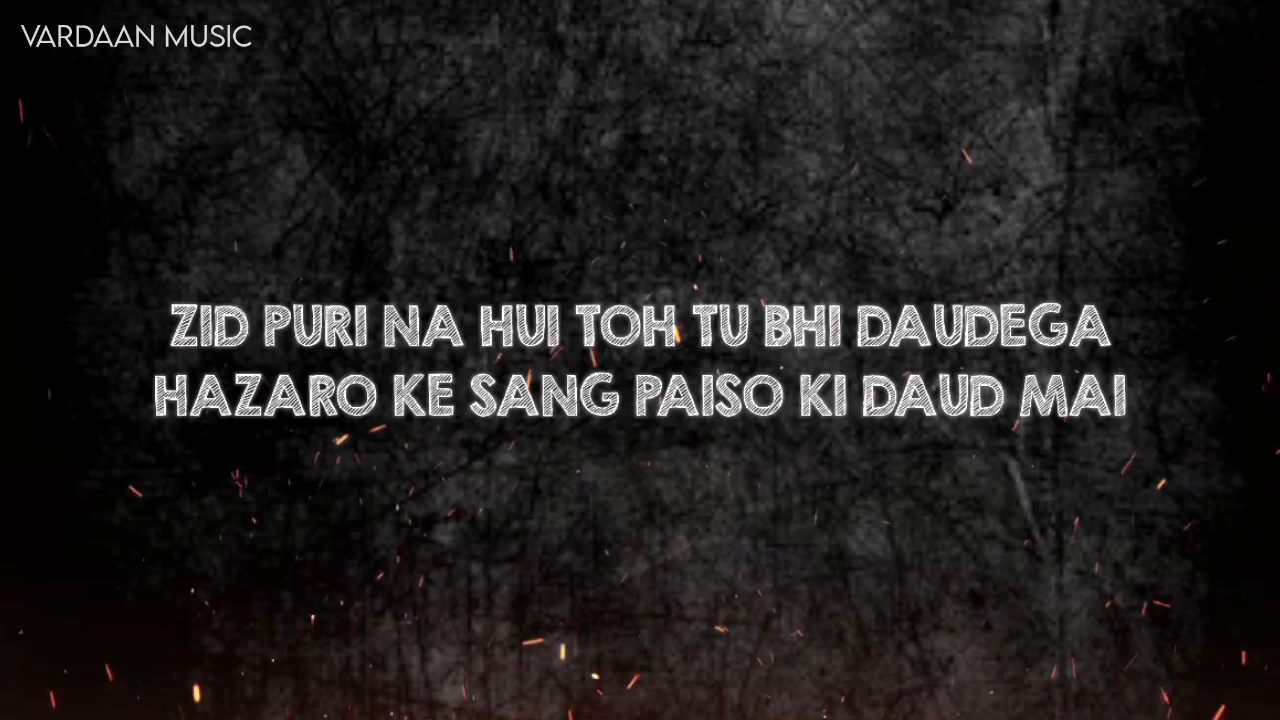 VARDAAN MUSIC
ZID PURI NA HUI TOH TU BHI DAUDEGA
HAZARO KE SANG PAISO KI DAUD MAI